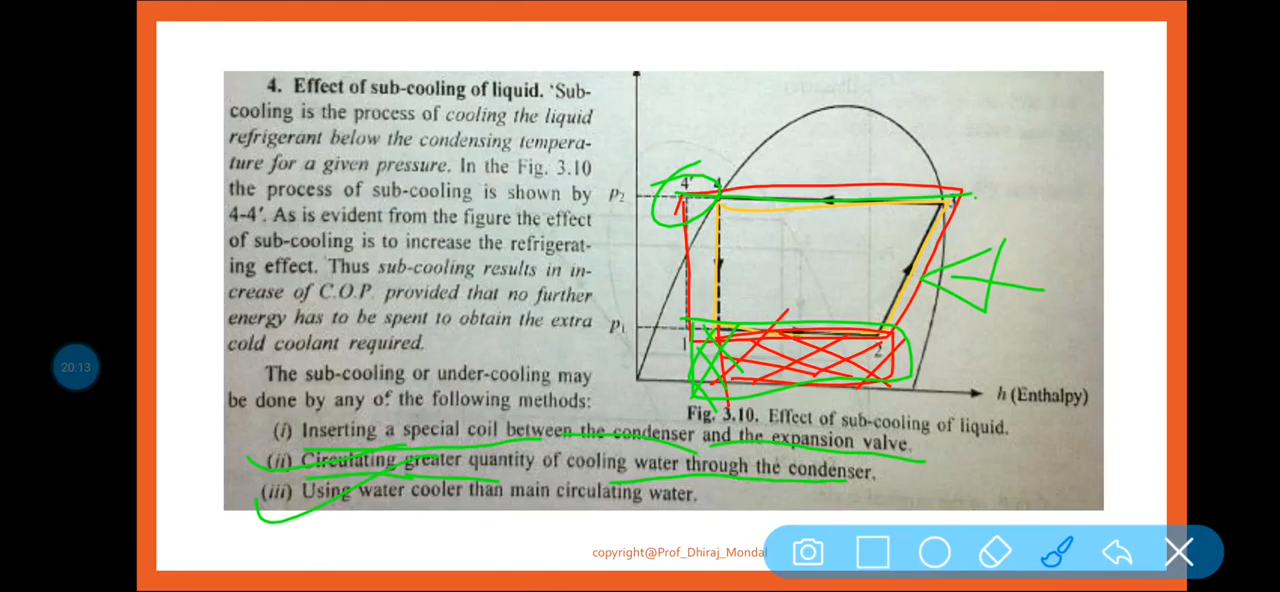 4. Effect of sub-cooling of liquid. 'Sub-
cooling is the process of cooling the liquid
refrigerant below the condensing tempera-
ture for a given pressure. In the Fig. 3.10
the process of sub-cooling is shown by
4-4'. As is evident from the figure the effect
of sub-cooling is to increase the refrigerat-
ing effect. Thus sub-cooling results in in-
crease of C.O.P. provided that no further
energy has to be spent to obtain the extra
cold coolant required.
The sub-cooling or under-cooling may
be done by any of the following methods:
(i) Inserting a special coil between the condenser and the expansion valve.
(ii) Circulating greater quantity of cooling water through the condenser.
(iii) Using water cooler than main circulating water.
p2
4' 4
p1
1
2
h (Enthalpy)
Fig. 3.10. Effect of sub-cooling of liquid.
20:13
copyright@Prof_Dhiraj_Mondal